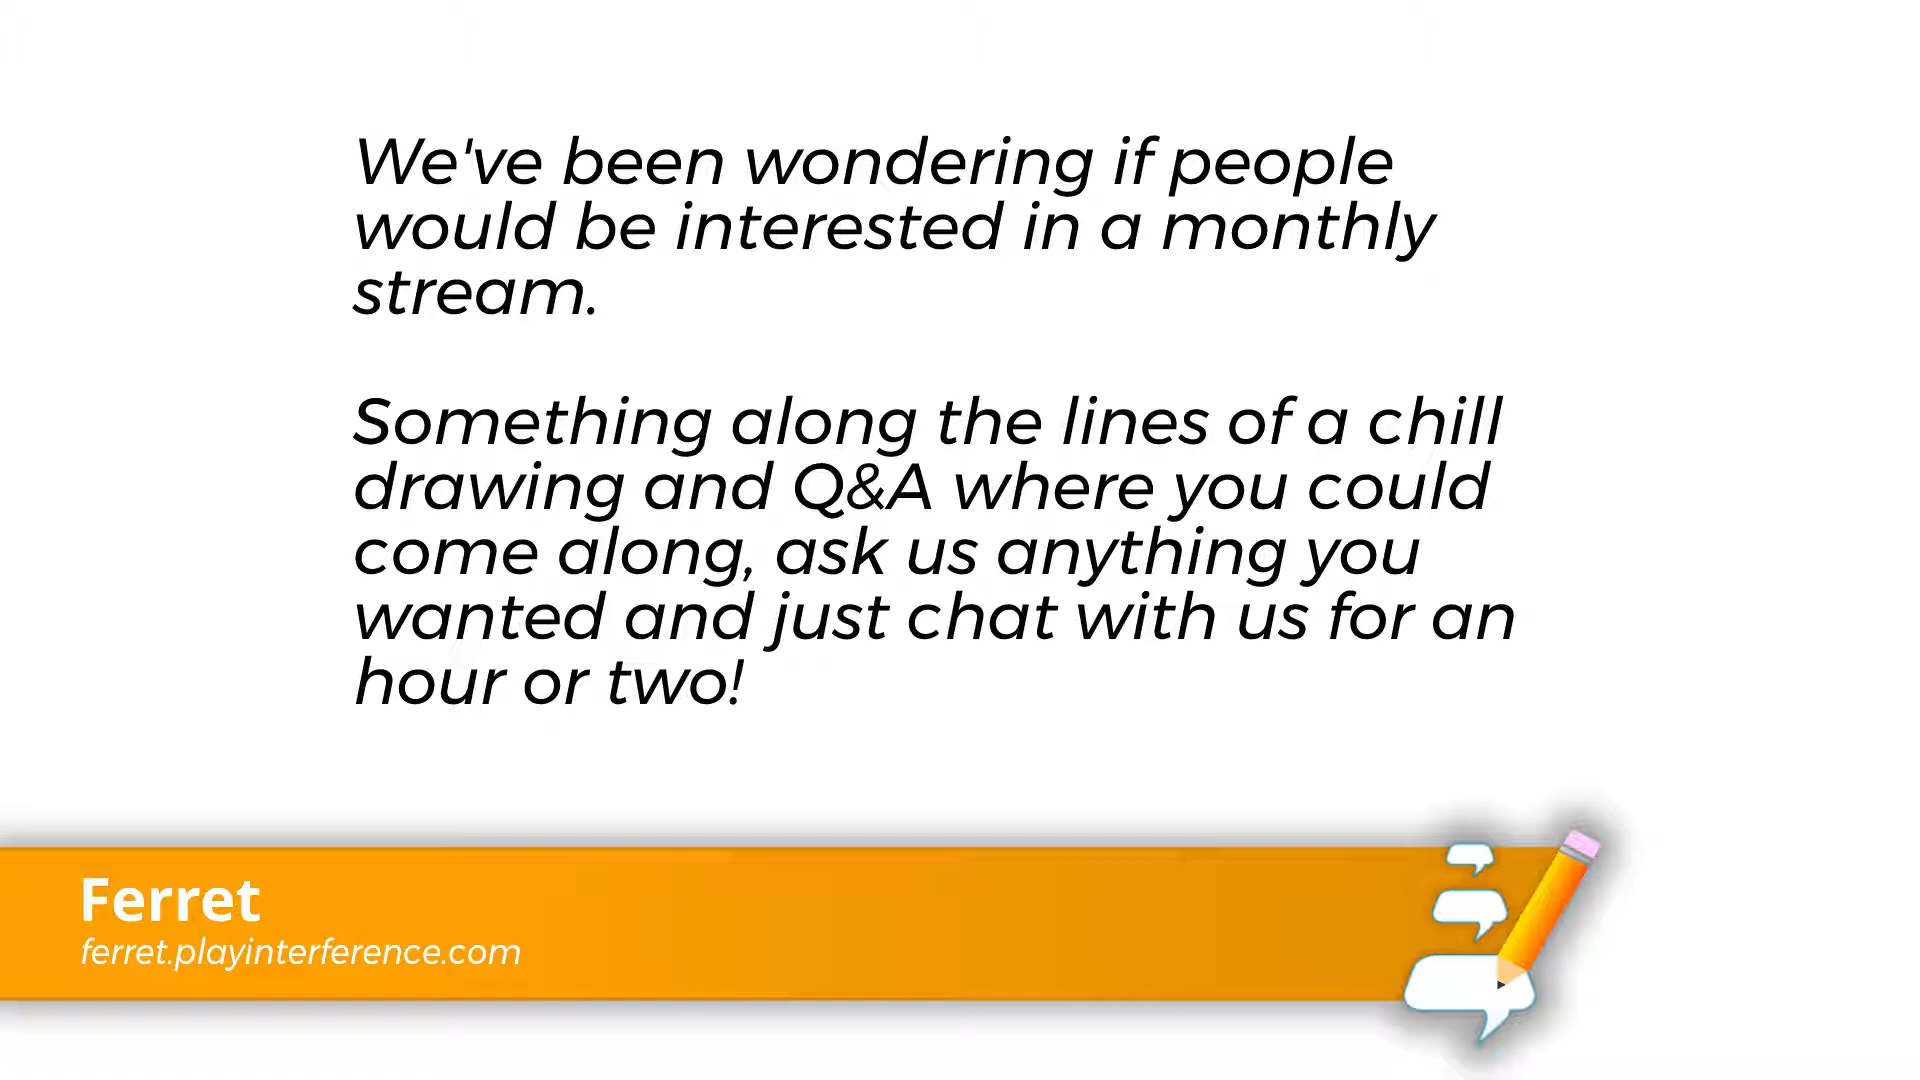 We've been wondering if people
would be interested in a monthly
stream.
Something along the lines of a chill
drawing and Q&A where you could
come along, ask us anything you
wanted and just chat with us for an
hour or two!
Ferret
ferret.playinterference.com